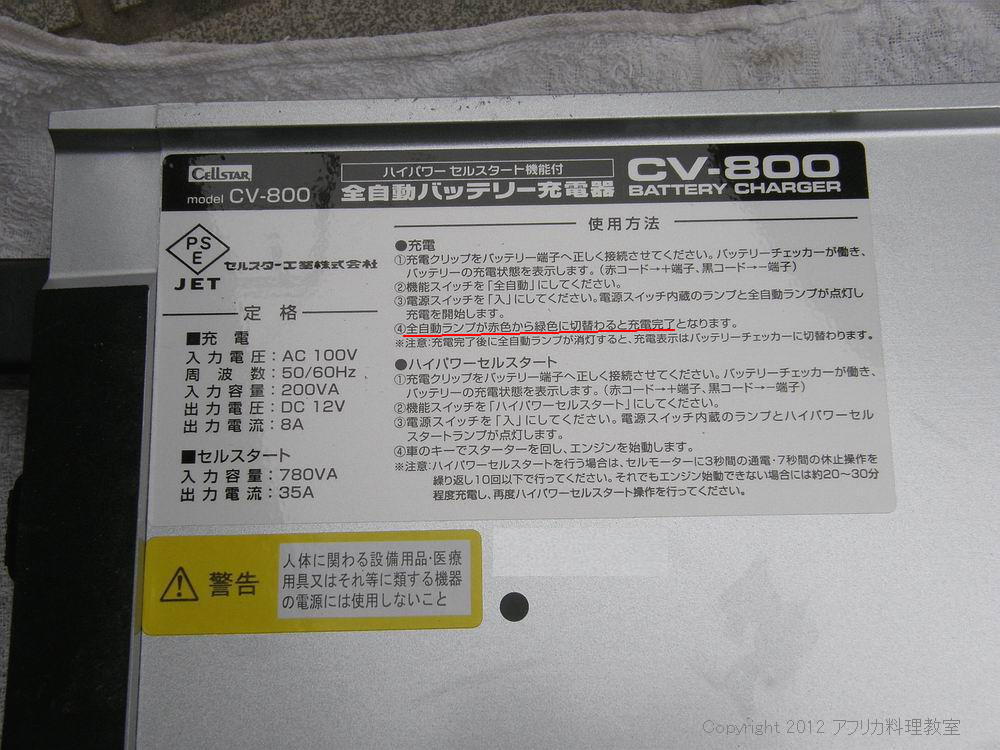 CELLSTAR
model CV-800
ハイパワー セルスタート機能付
全自動バッテリー充電器
CV-800
BATTERY CHARGER
PS
E
JET
セルスター工業株式会社
定格
■充電
入力電圧：AC 100V
周波数：50/60Hz
入力容量：200VA
出力電圧：DC 12V
出力電流：8A
■セルスタート
入力容量：780VA
出力電流：35A
使用方法
●充電
①充電クリップをバッテリー端子へ正しく接続させてください。バッテリーチェッカーが働き、
バッテリーの充電状態を表示します。（赤コード→＋端子、黒コード→－端子）
②機能スイッチを「全自動」にしてください。
③電源スイッチを「入」にしてください。電源スイッチ内蔵のランプと全自動ランプが点灯し
充電を開始します。
④全自動ランプが赤色から緑色に切替わると充電完了となります。
※注意：充電完了後に全自動ランプが消灯すると、充電表示はバッテリーチェッカーに切替わります。
●ハイパワーセルスタート
①充電クリップをバッテリー端子へ正しく接続させてください。バッテリーチェッカーが働き、
バッテリーの充電状態を表示します。（赤コード→＋端子、黒コード→－端子）
②機能スイッチを「ハイパワーセルスタート」にしてください。
③電源スイッチを「入」にしてください。電源スイッチ内蔵のランプとハイパワーセル
スタートランプが点灯します。
④車のキーでスターターを回し、エンジンを始動します。
※注意：ハイパワーセルスタートを行う場合は、セルモーターに3秒間の通電・7秒間の休止操作を
繰り返し10回以下で行ってください。それでもエンジン始動できない場合には約20～30分
程度充電し、再度ハイパワーセルスタート操作を行ってください。
警告
人体に関わる設備用品・医療
用具又はそれ等に類する機器
の電源には使用しないこと
Copyright 2012 アフリカ料理教室